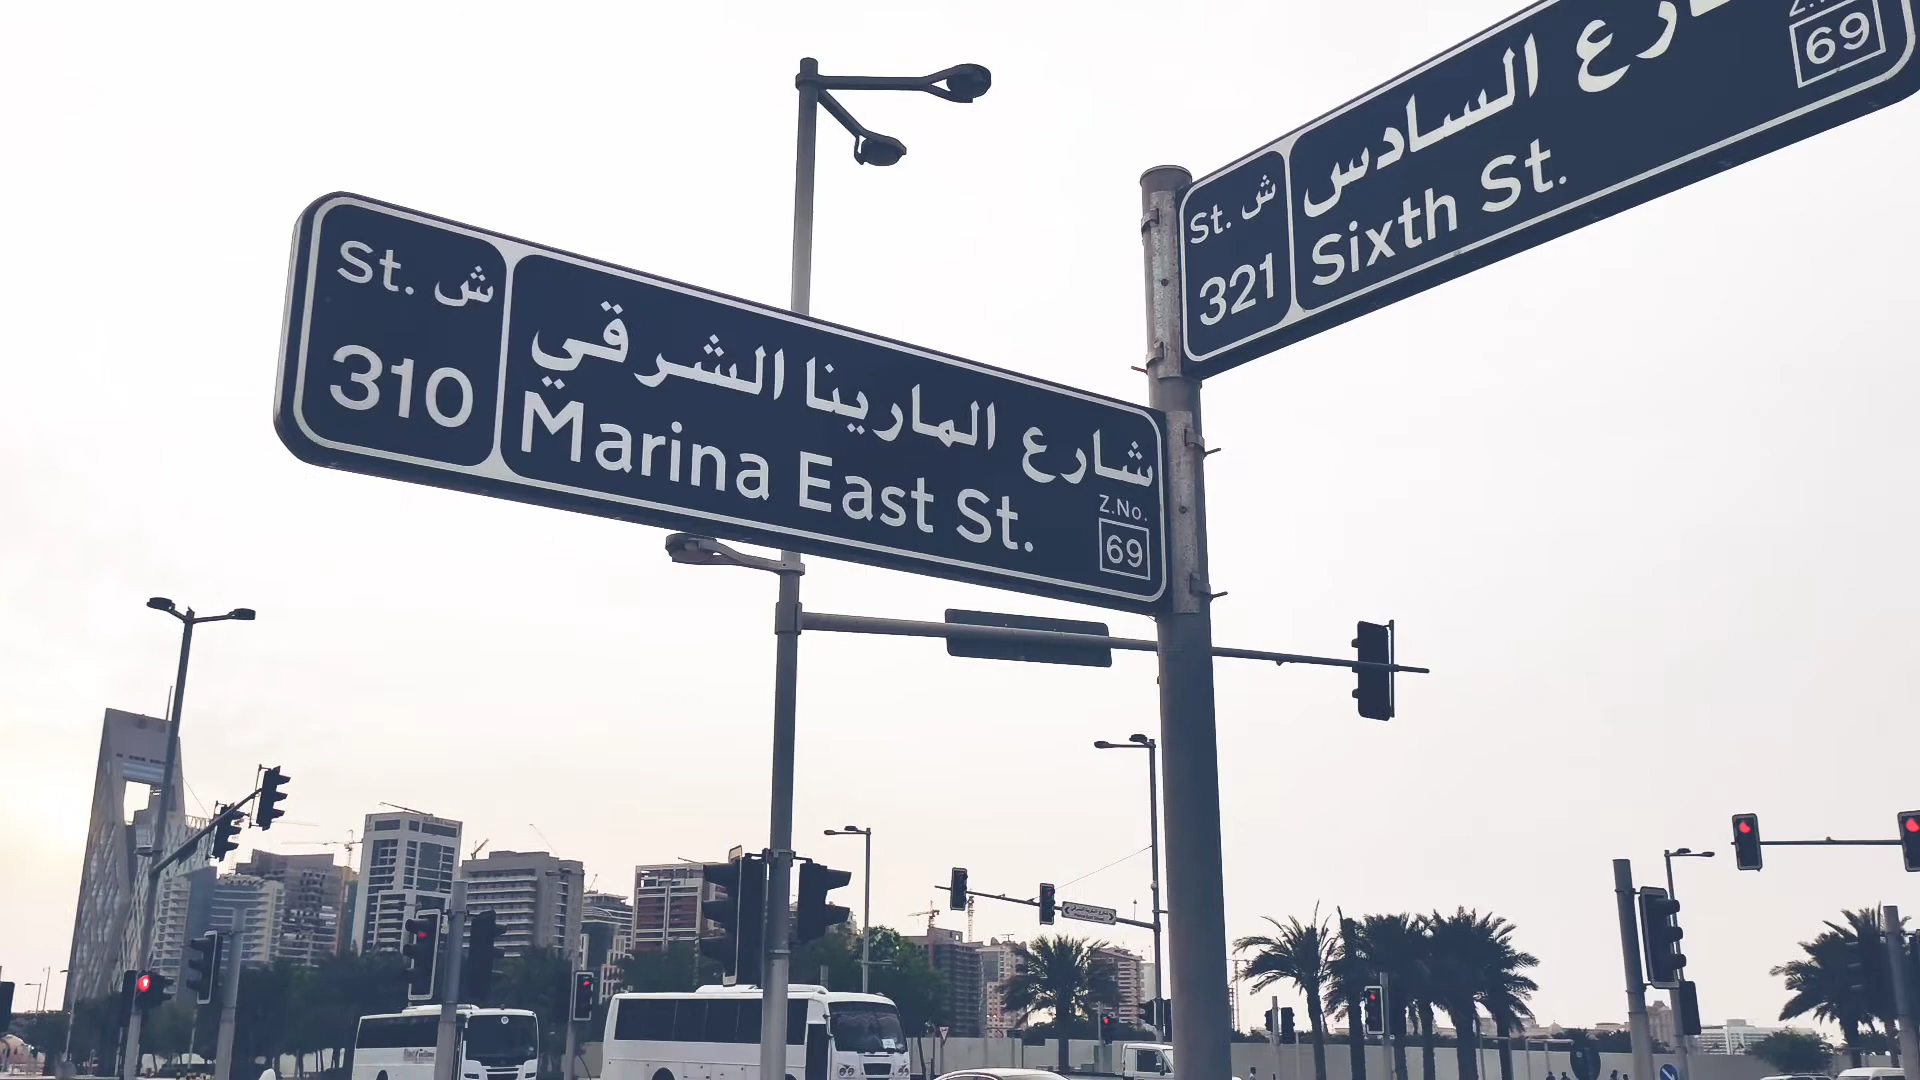 St. ش
310
شارع المارينا الشرقي
Marina East St.
Z.No.
69
St. ش
321
شارع السادس
Sixth St.
69